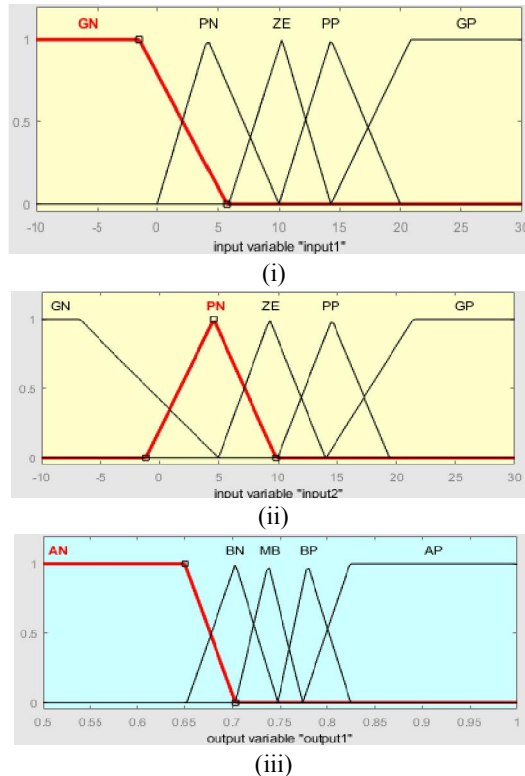 GN PN ZE PP GP
1
0.5
0
-10 -5 0 5 10 15 20 25 30
input variable "input1"
(i)
GN PN ZE PP GP
1
0.5
0
-10 -5 0 5 10 15 20 25 30
input variable "input2"
(ii)
AN BN MB BP AP
1
0.5
0
0.5 0.55 0.6 0.65 0.7 0.75 0.8 0.85 0.9 0.95 1
output variable "output1"
(iii)